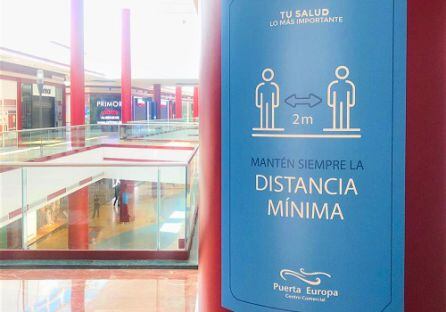 TU SALUD
LO MÁS IMPORTANTE
2m
MANTÉN SIEMPRE LA
DISTANCIA
MÍNIMA
Puerta Europa
Centro Comercial
PRIMOR